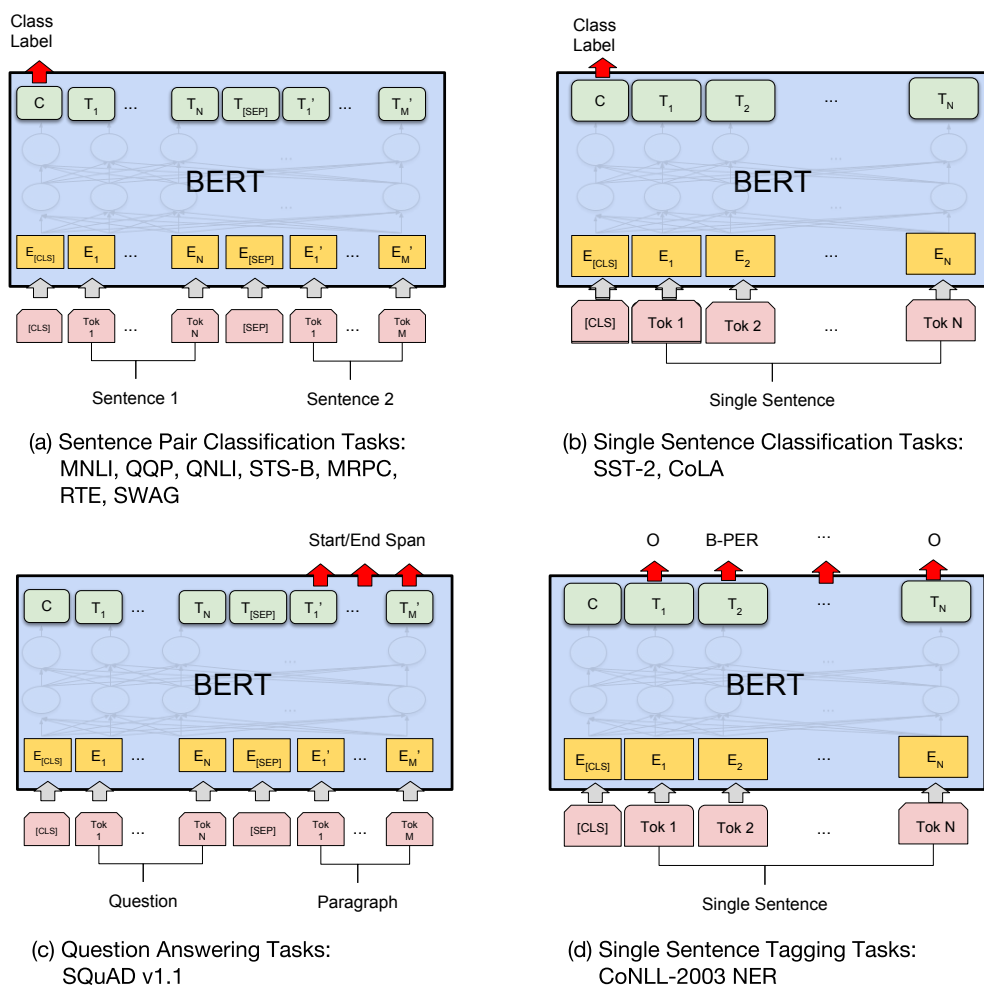 Class
Label
C T1 ... TN T[SEP] T1' ... TM'
...
BERT
...
E[CLS] E1 ... EN E[SEP] E1' ... EM'
[CLS] Tok 1 ... Tok N [SEP] Tok 1 ... Tok M
Sentence 1 Sentence 2
(a) Sentence Pair Classification Tasks:
MNLI, QQP, QNLI, STS-B, MRPC,
RTE, SWAG
Class
Label
C T1 T2 ... TN
...
BERT
...
E[CLS] E1 E2 ... EN
[CLS] Tok 1 Tok 2 ... Tok N
Single Sentence
(b) Single Sentence Classification Tasks:
SST-2, CoLA
Start/End Span
C T1 ... TN T[SEP] T1' ... TM'
...
BERT
...
E[CLS] E1 ... EN E[SEP] E1' ... EM'
[CLS] Tok 1 ... Tok N [SEP] Tok 1 ... Tok M
Question Paragraph
(c) Question Answering Tasks:
SQuAD v1.1
O B-PER ... O
C T1 T2 ... TN
...
BERT
...
E[CLS] E1 E2 ... EN
[CLS] Tok 1 Tok 2 ... Tok N
Single Sentence
(d) Single Sentence Tagging Tasks:
CoNLL-2003 NER